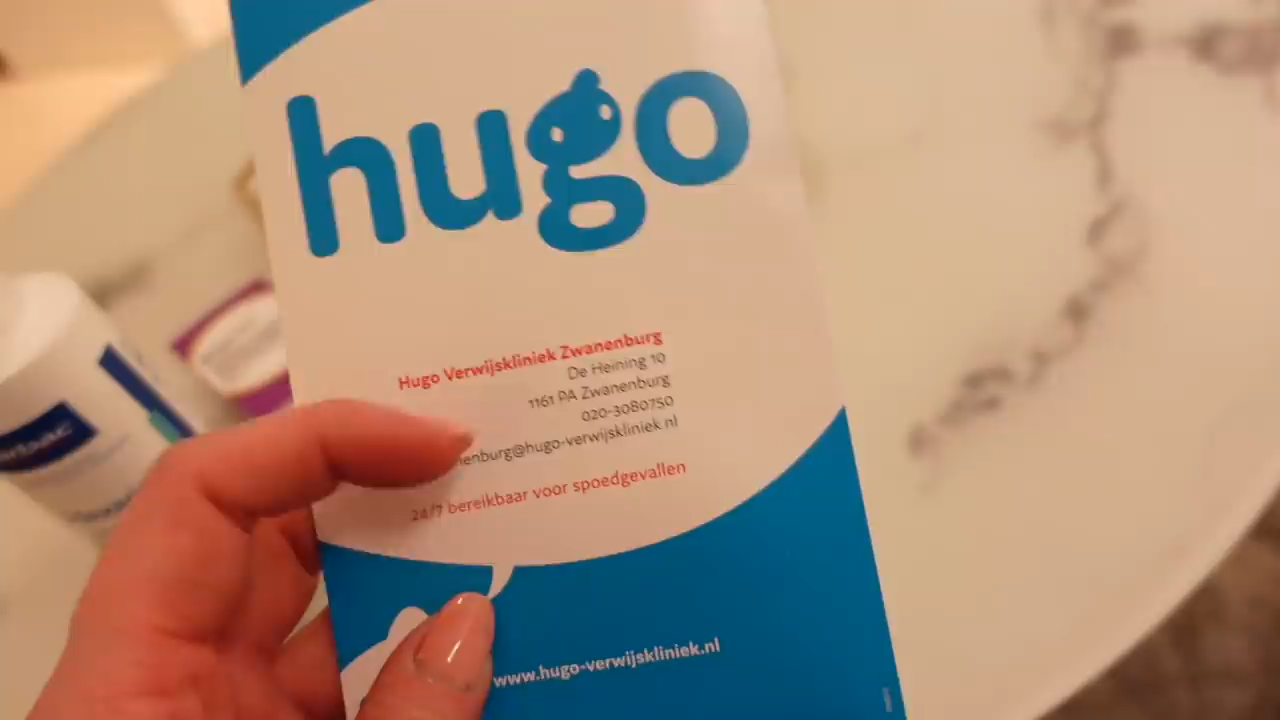 hugo
Hugo Verwijskliniek Zwanenburg
De Heining 10
1161 PA Zwanenburg
020-3080750
enburg@hugo-verwijskliniek.nl
24/7 bereikbaar voor spoedgevallen
www.hugo-verwijskliniek.nl